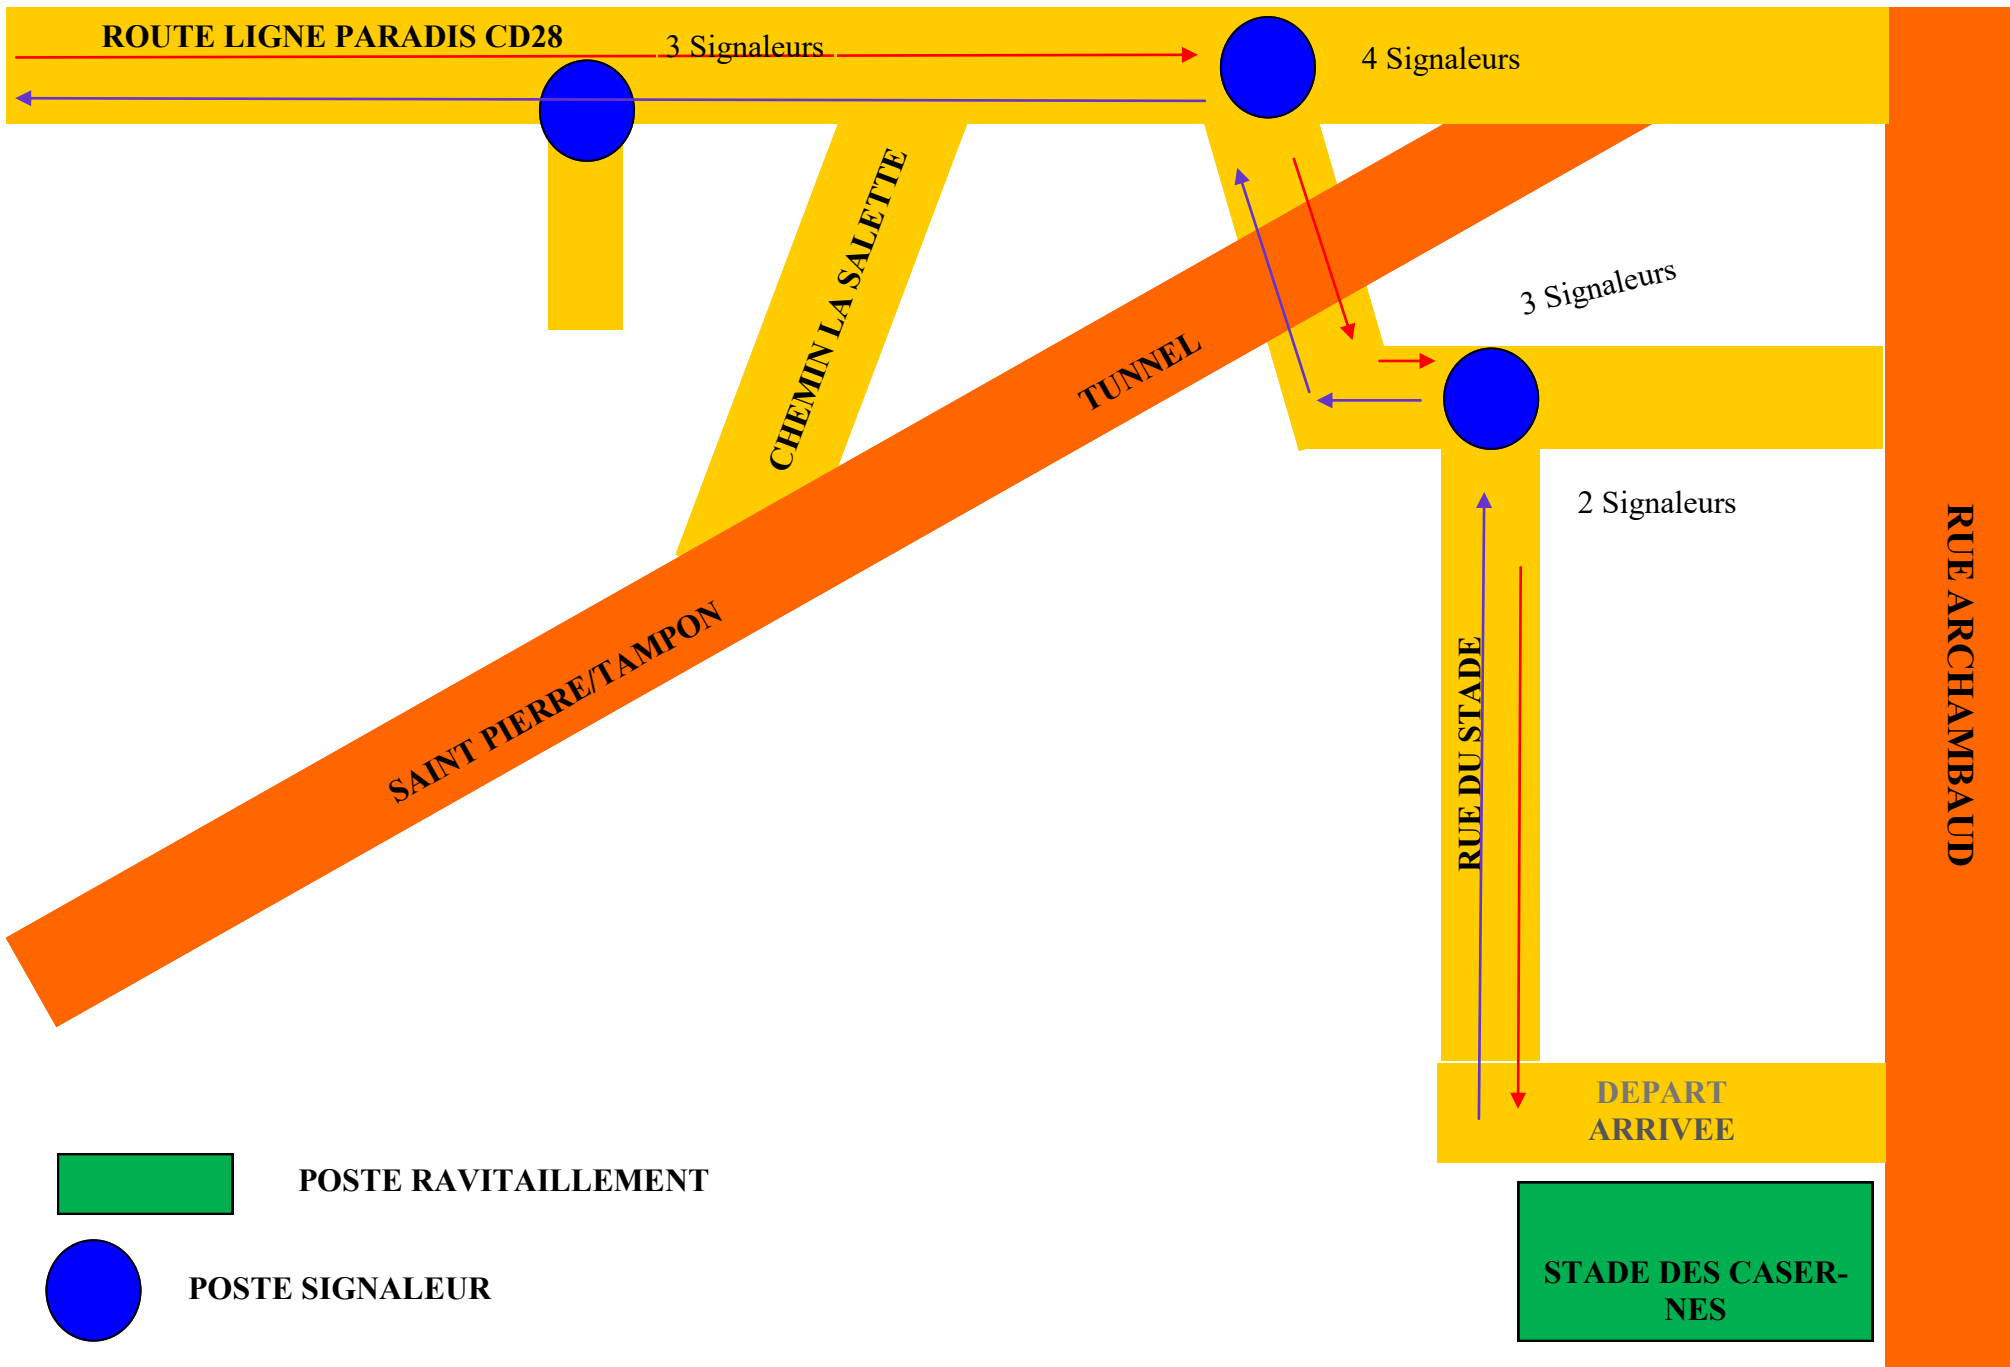 ROUTE LIGNE PARADIS CD28
3 Signaleurs
4 Signaleurs
CHEMIN LA SALETTE
3 Signaleurs
TUNNEL
2 Signaleurs
SAINT PIERRE/TAMPON
RUE DU STADE
RUE ARCHAMBAUD
DEPART
ARRIVEE
POSTE RAVITAILLEMENT
POSTE SIGNALEUR
STADE DES CASER-
NES